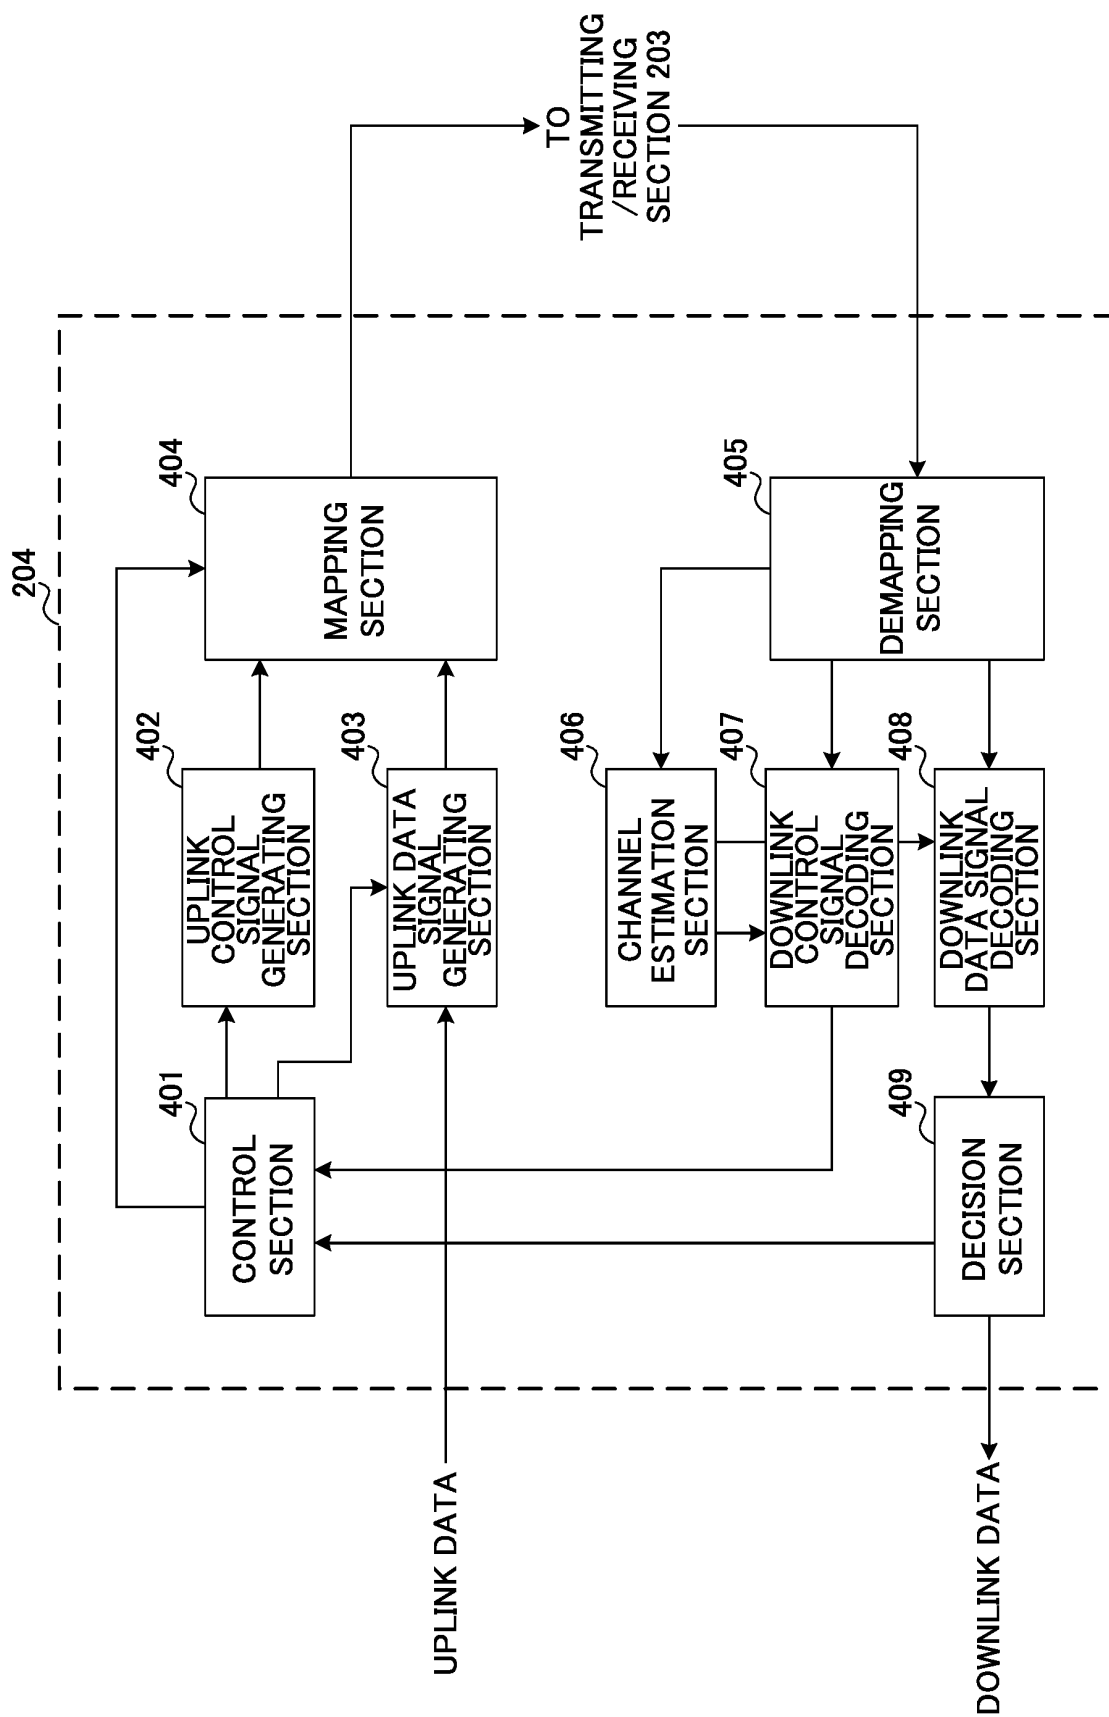 204
401
CONTROL
SECTION
402
UPLINK
CONTROL
SIGNAL
GENERATING
SECTION
404
MAPPING
SECTION
403
UPLINK DATA
SIGNAL
GENERATING
SECTION
UPLINK DATA
TO
TRANSMITTING
/RECEIVING
SECTION 203
406
CHANNEL
ESTIMATION
SECTION
405
DEMAPPING
SECTION
407
DOWNLINK
CONTROL
SIGNAL
DECODING
SECTION
409
DECISION
SECTION
408
DOWNLINK
DATA SIGNAL
DECODING
SECTION
DOWNLINK DATA